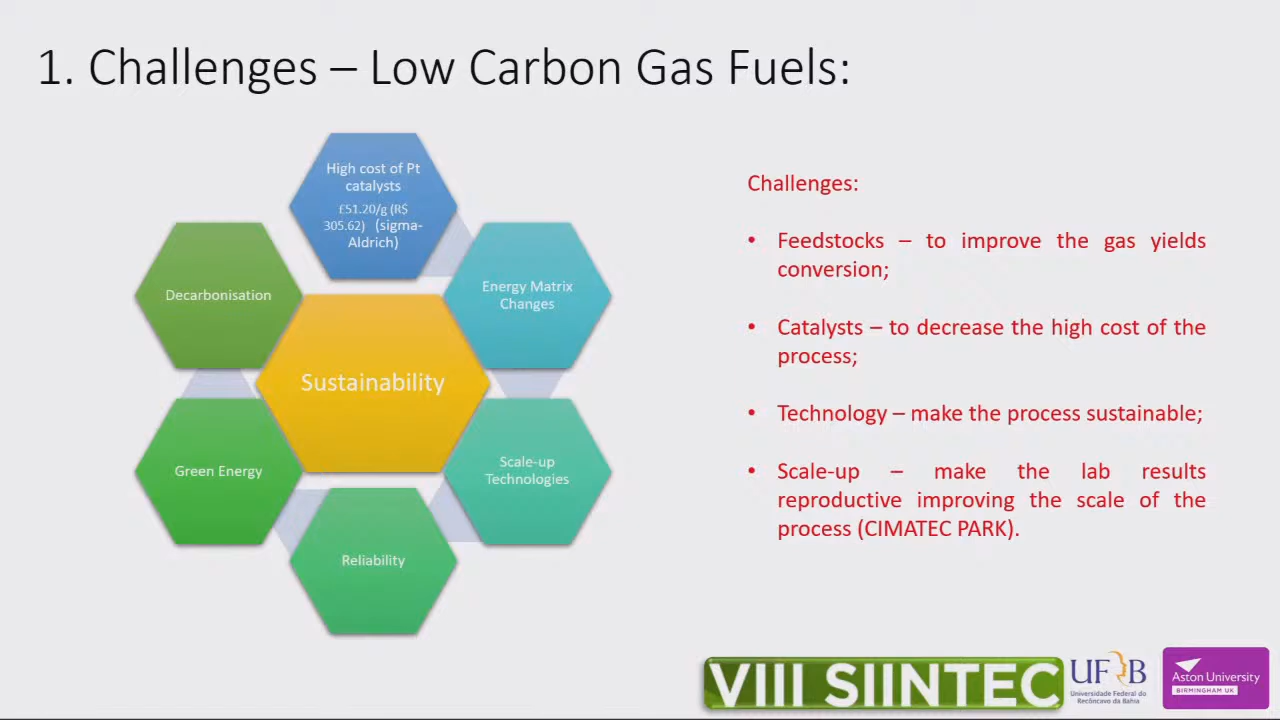 1. Challenges – Low Carbon Gas Fuels:
High cost of Pt
catalysts
£51.20/g (R$
305.62) (sigma-
Aldrich)
Energy Matrix
Changes
Scale-up
Technologies
Reliability
Green Energy
Decarbonisation
Sustainability
Challenges:
• Feedstocks – to improve the gas yields
conversion;
• Catalysts – to decrease the high cost of the
process;
• Technology – make the process sustainable;
• Scale-up – make the lab results
reproductive improving the scale of the
process (CIMATEC PARK).
VIII SIINTEC
UFRB
Universidade Federal do
Recôncavo da Bahia
Aston University
BIRMINGHAM UK